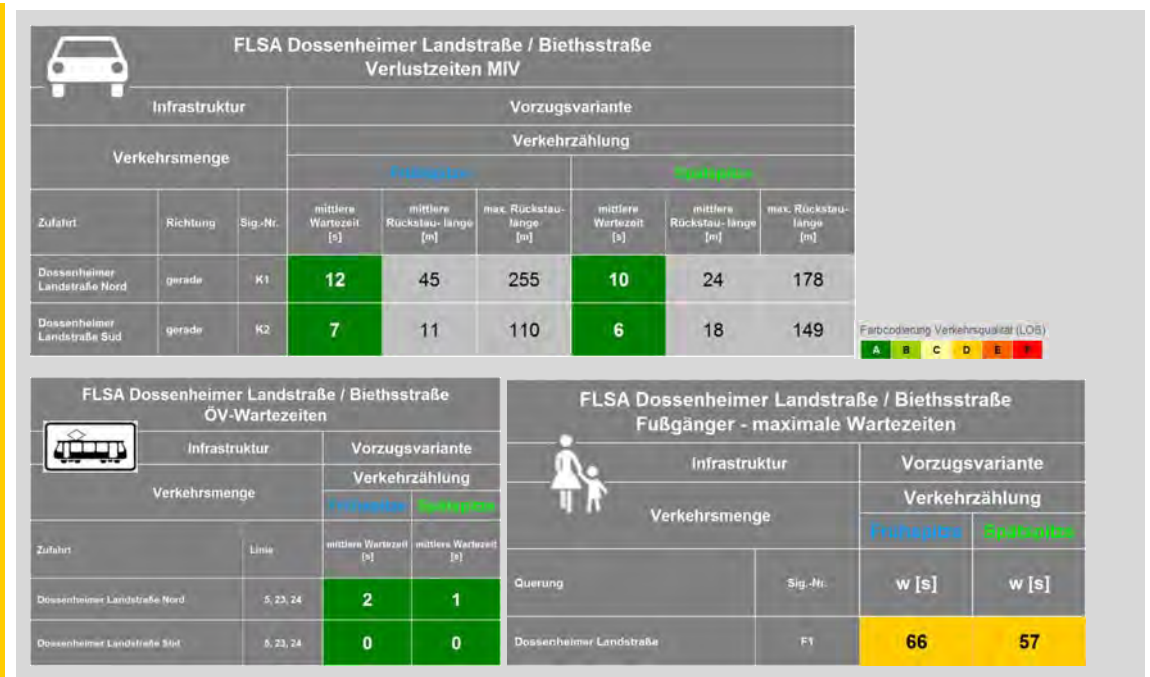 FLSA Dossenheimer Landstraße / Biethsstraße
Verlustzeiten MIV
Infrastruktur Vorzugsvariante
Verkehrsmenge Verkehrzählung
Frühspitze Spätspitze
Zufahrt Richtung Sig.-Nr. mittlere Wartezeit [s] mittlere Rückstau- länge [m] max. Rückstau- länge [m] mittlere Wartezeit [s] mittlere Rückstau- länge [m] max. Rückstau- länge [m]
Dossenheimer Landstraße Nord gerade K1 12 45 255 10 24 178
Dossenheimer Landstraße Süd gerade K2 7 11 110 6 18 149
Farbcodierung Verkehrsqualität (LOS)
A B C D E F
FLSA Dossenheimer Landstraße / Biethsstraße
ÖV-Wartezeiten
Infrastruktur Vorzugsvariante
Verkehrsmenge Verkehrzählung
Frühspitze Spätspitze
Zufahrt Linie mittlere Wartezeit [s] mittlere Wartezeit [s]
Dossenheimer Landstraße Nord 5, 23, 24 2 1
Dossenheimer Landstraße Süd 5, 23, 24 0 0
FLSA Dossenheimer Landstraße / Biethsstraße
Fußgänger - maximale Wartezeiten
Infrastruktur Vorzugsvariante
Verkehrsmenge Verkehrzählung
Frühspitze Spätspitze
Querung Sig.-Nr. w [s] w [s]
Dossenheimer Landstraße F1 66 57